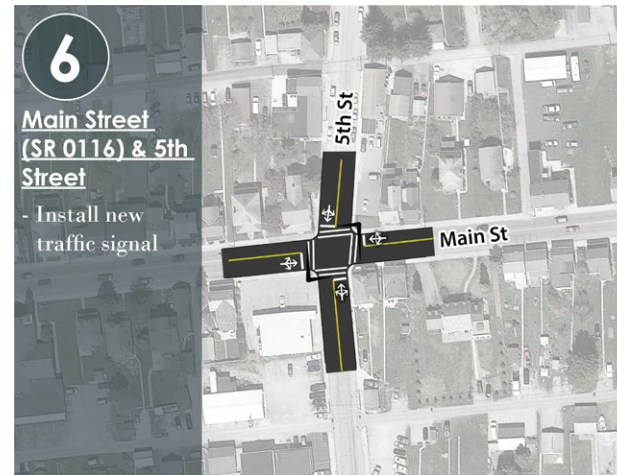 6
Main Street
(SR 0116) & 5th
Street
- Install new
traffic signal
5th St
Main St